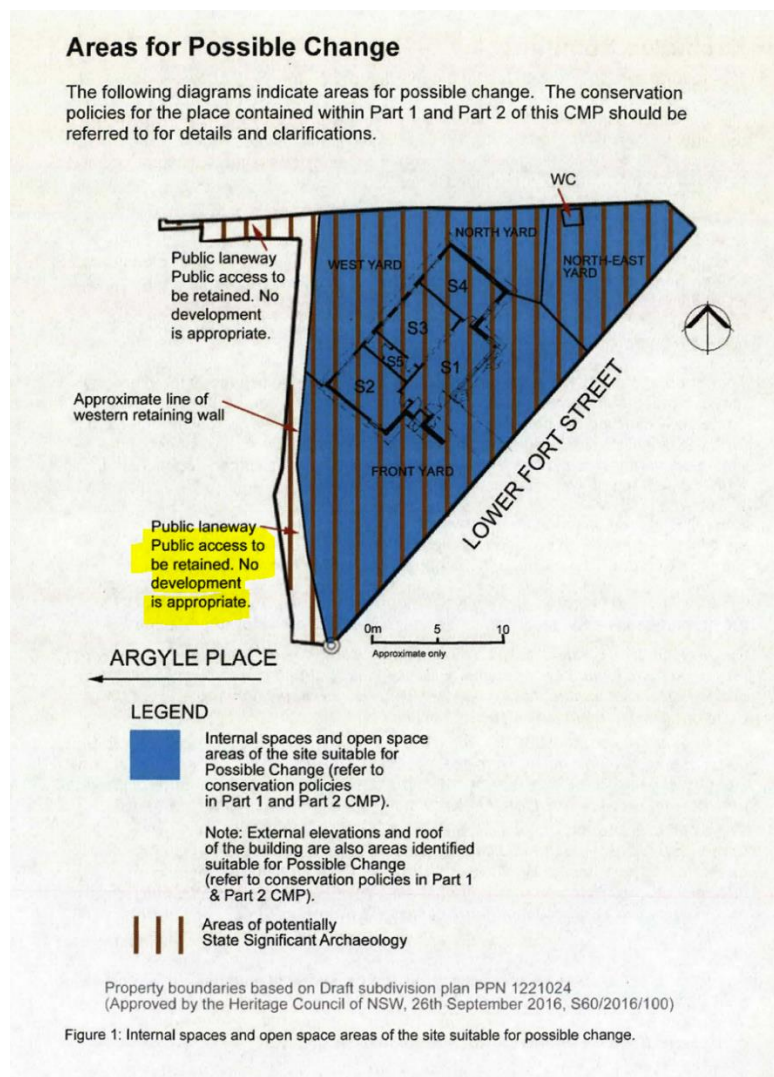 Areas for Possible Change
The following diagrams indicate areas for possible change. The conservation
policies for the place contained within Part 1 and Part 2 of this CMP should be
referred to for details and clarifications.
WC
NORTH YARD
WEST YARD
NORTH-EAST
YARD
Public laneway
Public access to
be retained. No
development
is appropriate.
S4
S3
S5
S1
S2
Approximate line of
western retaining wall
FRONT YARD
LOWER FORT STREET
Public laneway
Public access to
be retained. No
development
is appropriate.
0m 5 10
Approximate only
ARGYLE PLACE
LEGEND
Internal spaces and open space
areas of the site suitable for
Possible Change (refer to
conservation policies
in Part 1 and Part 2 CMP).
Note: External elevations and roof
of the building are also areas identified
suitable for Possible Change
(refer to conservation policies in Part 1
& Part 2 CMP).
Areas of potentially
State Significant Archaeology
Property boundaries based on Draft subdivision plan PPN 1221024
(Approved by the Heritage Council of NSW, 26th September 2016, S60/2016/100)
Figure 1: Internal spaces and open space areas of the site suitable for possible change.